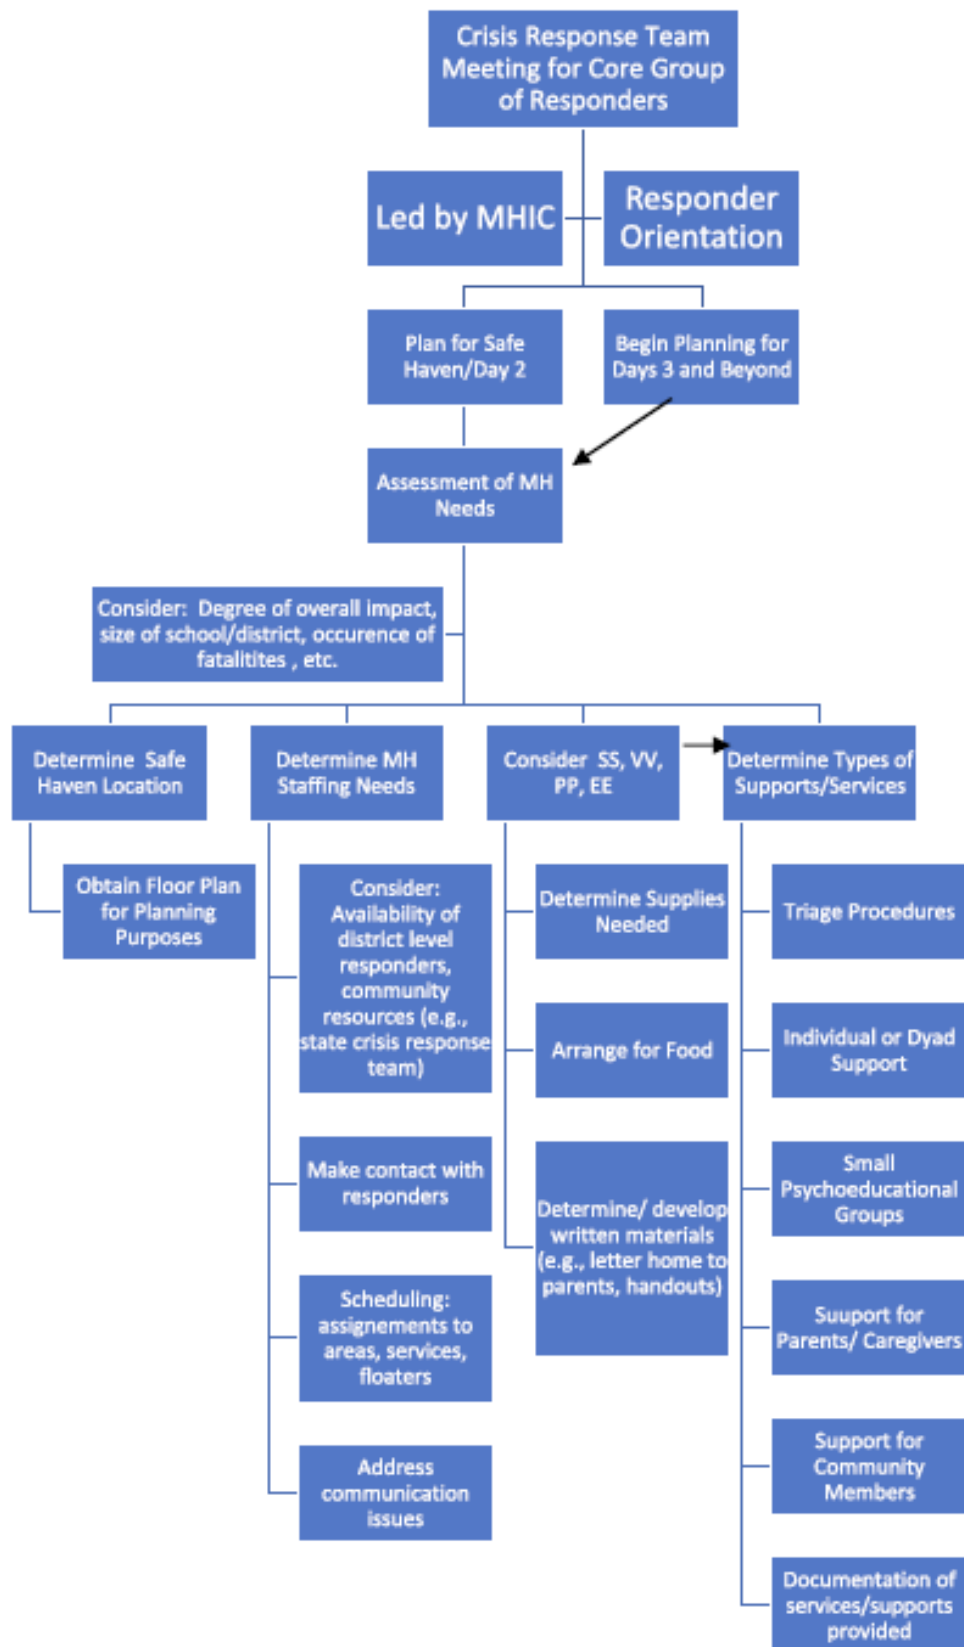 Crisis Response Team
Meeting for Core Group
of Responders
Led by MHIC
Responder
Orientation
Plan for Safe
Haven/Day 2
Begin Planning for
Days 3 and Beyond
Assessment of MH
Needs
Consider:  Degree of overall impact,
size of school/district, occurence of
fatalitites , etc.
Determine  Safe
Haven Location
Determine MH
Staffing Needs
Consider  SS, VV,
PP, EE
Determine Types of
Supports/Services
Obtain Floor Plan
for Planning
Purposes
Consider:
Availability of
district level
responders,
community
resources (e.g.,
state crisis response
team)
Make contact with
responders
Scheduling:
assignements to
areas, services,
floaters
Address
communication
issues
Determine Supplies
Needed
Arrange for Food
Determine/ develop
written materials
(e.g., letter home to
parents, handouts)
Triage Procedures
Individual or Dyad
Support
Small
Psychoeducational
Groups
Suuport for
Parents/ Caregivers
Support for
Community
Members
Documentation of
services/supports
provided